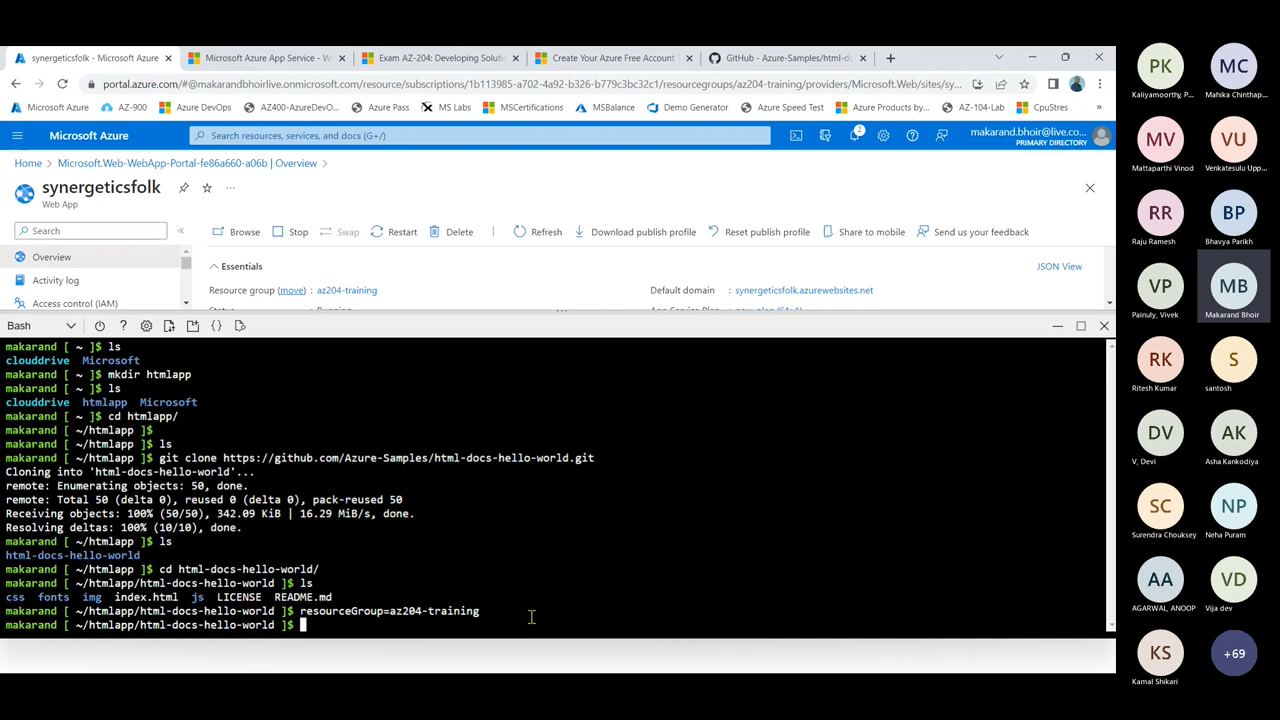 synergeticsfolk - Microsoft Azure
Microsoft Azure App Service - W
Exam AZ-204: Developing Soluti
Create Your Azure Free Account
GitHub - Azure-Samples/html-d
portal.azure.com/#@makarandbhoirlive.onmicrosoft.com/resource/subscriptions/1b113985-a702-4a92-b326-b779c3bc32c1/resourcegroups/az204-training/providers/Microsoft.Web/sites/sy...
Microsoft Azure
AZ-900
Azure DevOps
AZ400-AzureDevO...
Azure Pass
MS Labs
MSCertifications
MSBalance
Demo Generator
Azure Speed Test
Azure Products by...
AZ-104-Lab
CpuStres
»
Microsoft Azure
Search resources, services, and docs (G+/)
2
makarand.bhoir@live.co...
PRIMARY DIRECTORY
Home > Microsoft.Web-WebApp-Portal-fe86a660-a06b | Overview >
synergeticsfolk
Web App
Search
«
Browse
Stop
Swap
Restart
Delete
Refresh
Download publish profile
Reset publish profile
Share to mobile
Send us your feedback
Overview
Activity log
Access control (IAM)
Essentials
JSON View
Resource group (move) : az204-training
Default domain : synergeticsfolk.azurewebsites.net
Bash
makarand [ ~ ]$ ls
clouddrive Microsoft
makarand [ ~ ]$ mkdir htmlapp
makarand [ ~ ]$ ls
clouddrive htmlapp Microsoft
makarand [ ~ ]$ cd htmlapp/
makarand [ ~/htmlapp ]$
makarand [ ~/htmlapp ]$ ls
makarand [ ~/htmlapp ]$ git clone https://github.com/Azure-Samples/html-docs-hello-world.git
Cloning into 'html-docs-hello-world'...
remote: Enumerating objects: 50, done.
remote: Total 50 (delta 0), reused 0 (delta 0), pack-reused 50
Receiving objects: 100% (50/50), 342.09 KiB | 16.29 MiB/s, done.
Resolving deltas: 100% (10/10), done.
makarand [ ~/htmlapp ]$ ls
html-docs-hello-world
makarand [ ~/htmlapp ]$ cd html-docs-hello-world/
makarand [ ~/htmlapp/html-docs-hello-world ]$ ls
css fonts img index.html js LICENSE README.md
makarand [ ~/htmlapp/html-docs-hello-world ]$ resourceGroup=az204-training
makarand [ ~/htmlapp/html-docs-hello-world ]$
PK
Kaliyamoorthy, P...
MC
Mahika Chinthap...
MV
Mattaparthi Vinod
VU
Venkatesulu Upp...
RR
Raju Ramesh
BP
Bhavya Parikh
VP
Painuly, Vivek
MB
Makarand Bhoir
RK
Ritesh Kumar
S
santosh
DV
V, Devi
AK
Asha Kankodiya
SC
Surendra Chouksey
NP
Neha Puram
AA
AGARWAL, ANOOP
VD
Vija dev
KS
Kamal Shikari
+69